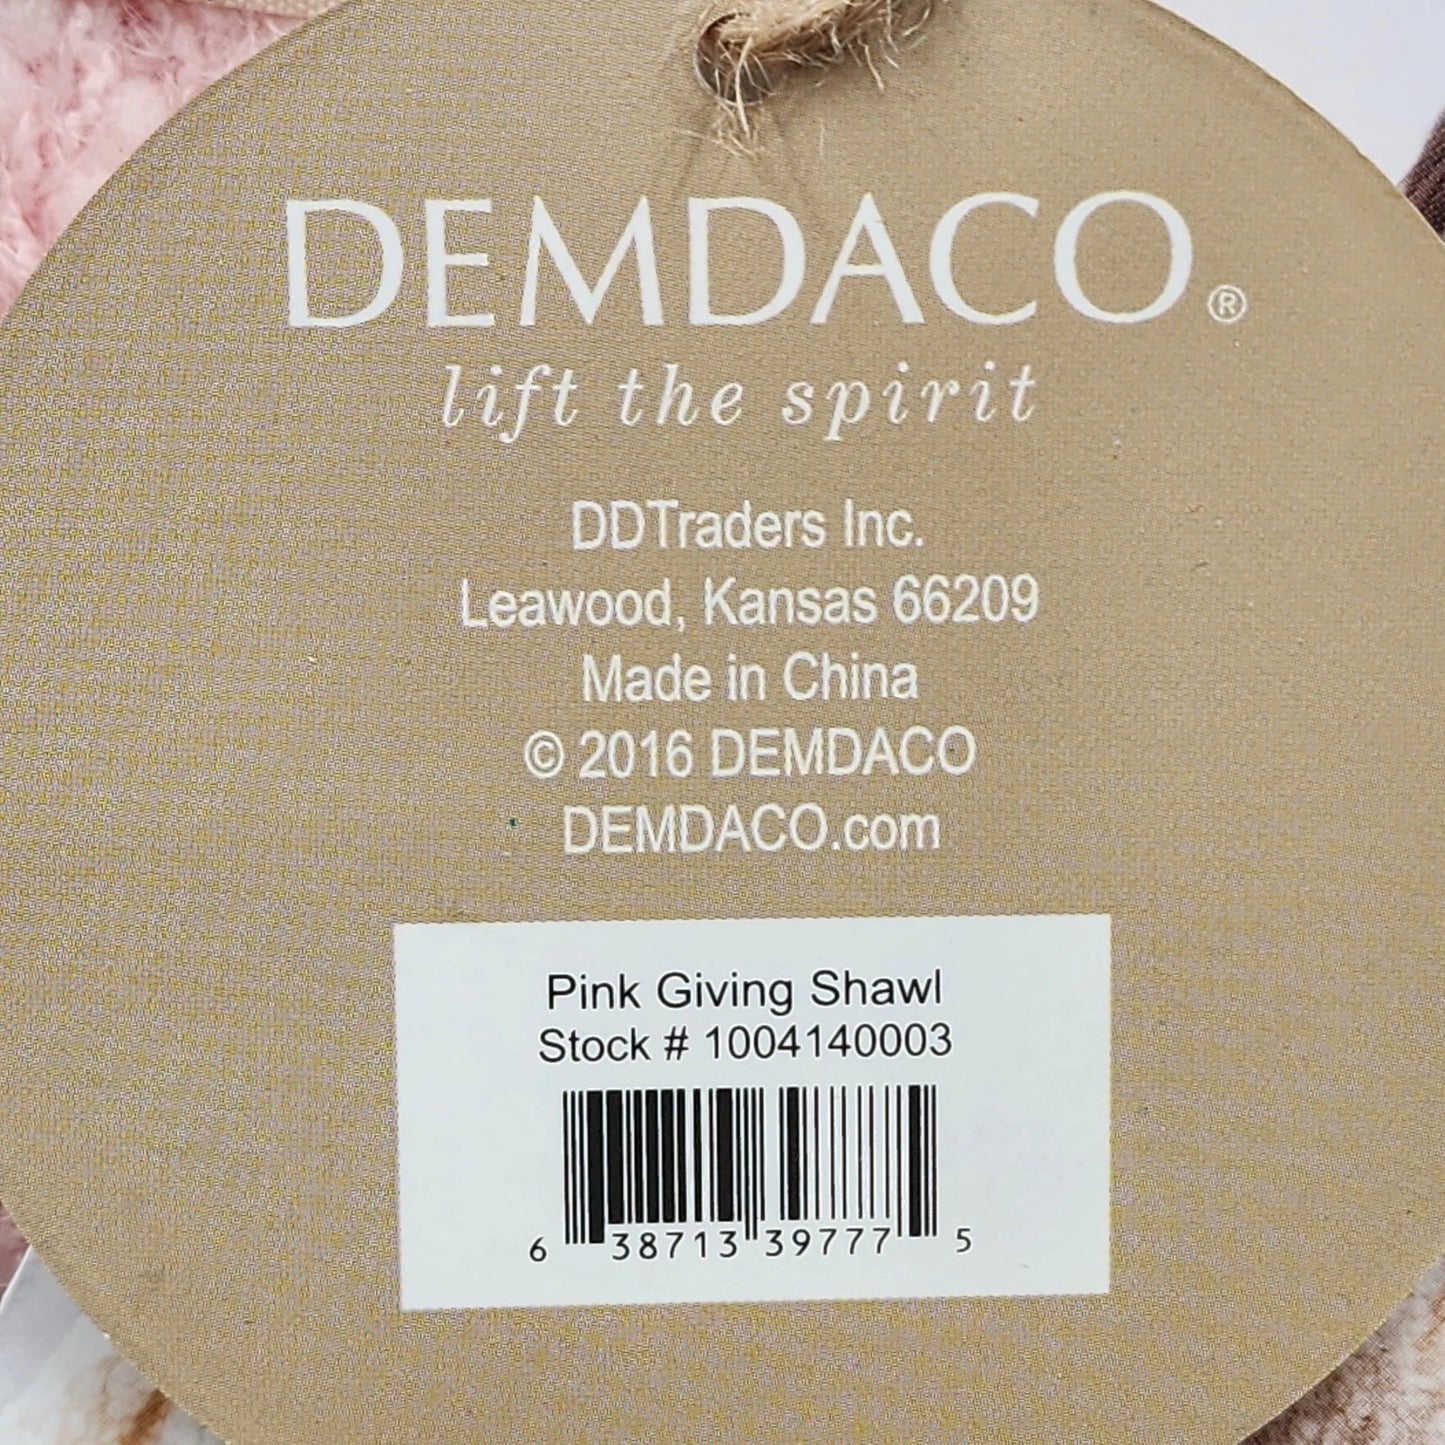 DEMDACO®
lift the spirit
DDTraders Inc.
Leawood, Kansas 66209
Made in China
© 2016 DEMDACO
DEMDACO.com
Pink Giving Shawl
Stock # 1004140003
6 38713 39777 5